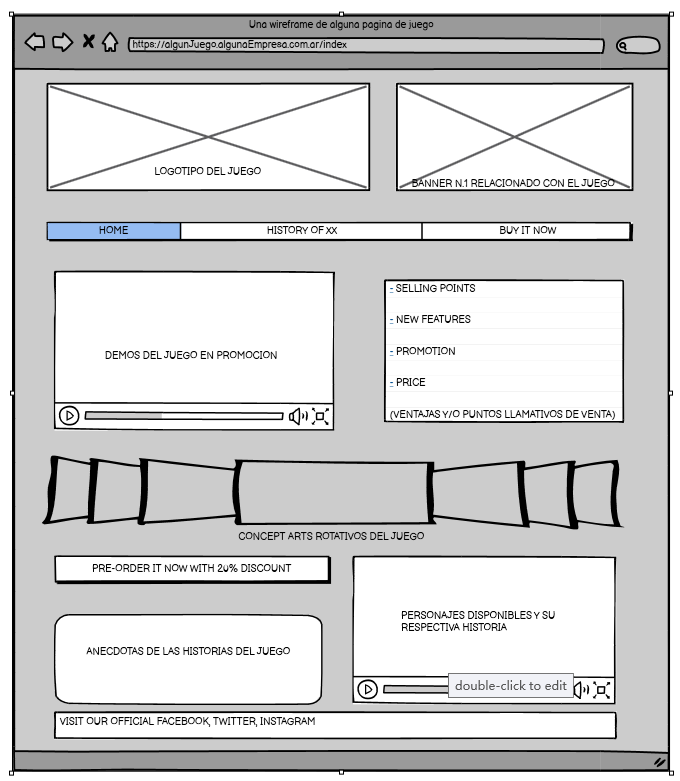 Una wireframe de alguna pagina de juego
https://algunJuego.algunaEmpresa.com.ar/index
LOGOTIPO DEL JUEGO
BANNER N.1 RELACIONADO CON EL JUEGO
HOME
HISTORY OF XX
BUY IT NOW
DEMOS DEL JUEGO EN PROMOCION
- SELLING POINTS
- NEW FEATURES
- PROMOTION
- PRICE
(VENTAJAS Y/O PUNTOS LLAMATIVOS DE VENTA)
CONCEPT ARTS ROTATIVOS DEL JUEGO
PRE-ORDER IT NOW WITH 20% DISCOUNT
PERSONAJES DISPONIBLES Y SU
RESPECTIVA HISTORIA
ANECDOTAS DE LAS HISTORIAS DEL JUEGO
double-click to edit
VISIT OUR OFFICIAL FACEBOOK, TWITTER, INSTAGRAM